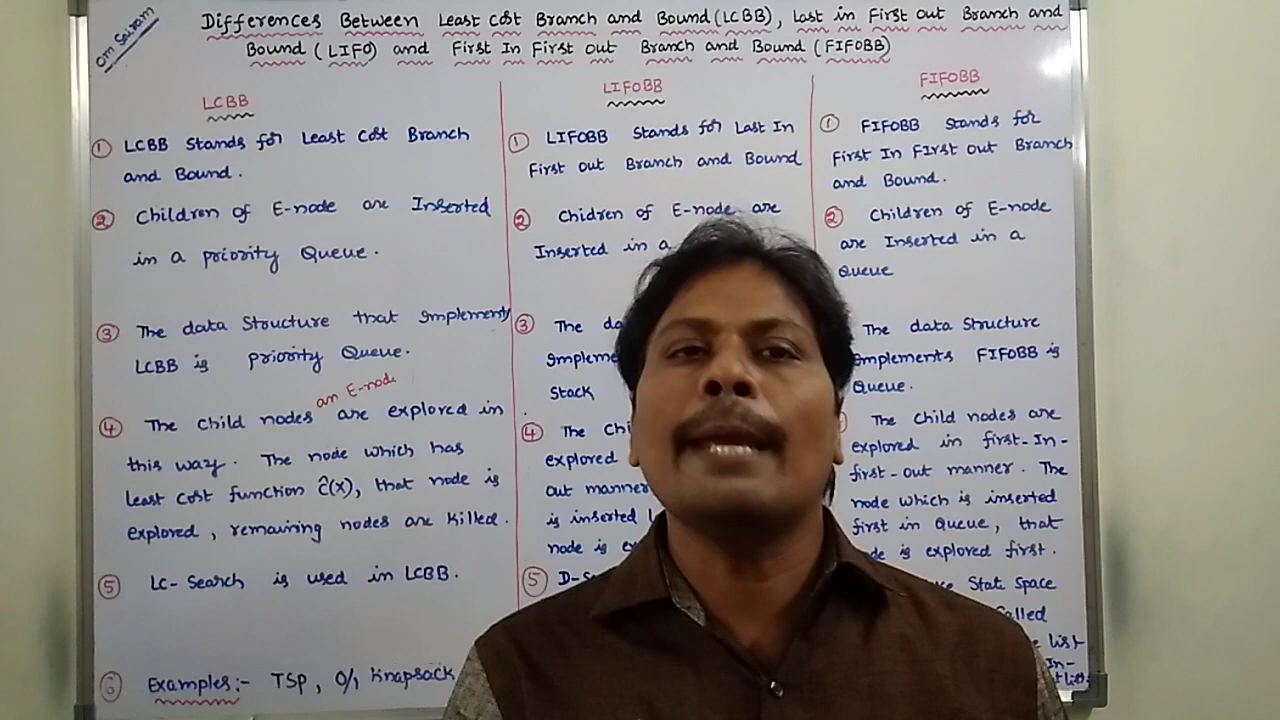 Om Sairam
Differences Between Least Cost Branch and Bound(LCBB), Last in First out Branch and
Bound (LIFO) and First In First out Branch and Bound (FIFOBB)
LCBB
① LCBB Stands for Least Cost Branch
and Bound.
② Children of E-node are Inserted
in a priority Queue.
③ The data Structure that implements
LCBB is priority Queue.
an E-node
④ The child nodes are explored in
this way. The node which has
least cost function ĉ(x), that node is
explored, remaining nodes are killed.
⑤ LC-Search is used in LCBB.
⑥ Examples:- TSP, 0/1 Knapsack
LIFOBB
① LIFOBB Stands for Last In
First out Branch and Bound
② Chidren of E-node are
Inserted in a
③ The da
Impleme
Stack
④ The Chi
explored
out manner
is inserted l
node is ex
⑤ D-S
FIFOBB
① FIFOBB Stands for
First In FIrst out Branch
and Bound.
② Children of E-node
are Inserted in a
Queue
The data Structure
implements FIFOBB is
Queue.
The child nodes are
explored in first-In-
first-out manner. The
node which is inserted
first in Queue, that
de is explored first.
State Space
called
list
In-